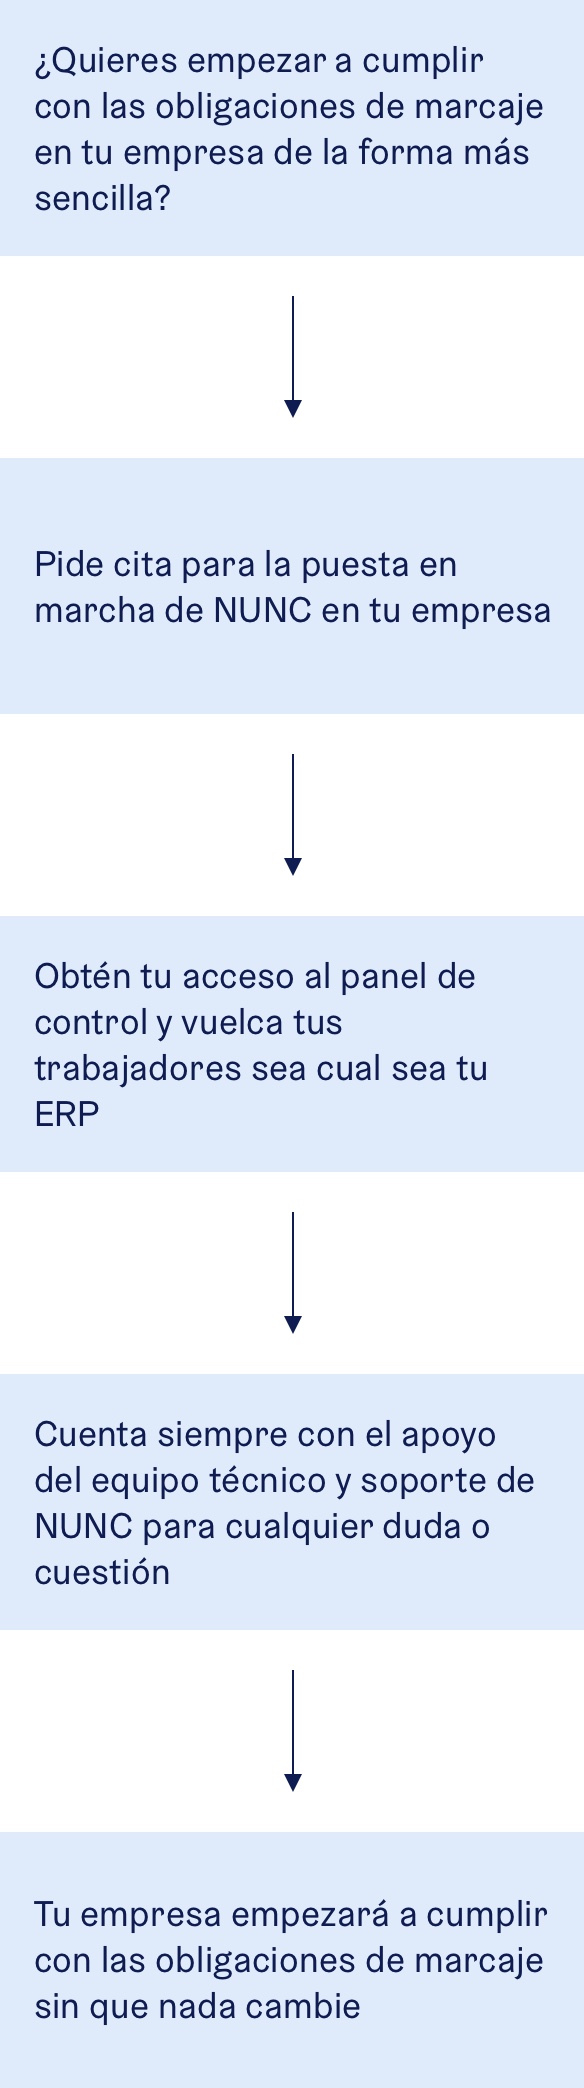 ¿Quieres empezar a cumplir
con las obligaciones de marcaje
en tu empresa de la forma más
sencilla?
Pide cita para la puesta en
marcha de NUNC en tu empresa
Obtén tu acceso al panel de
control y vuelca tus
trabajadores sea cual sea tu
ERP
Cuenta siempre con el apoyo
del equipo técnico y soporte de
NUNC para cualquier duda o
cuestión
Tu empresa empezará a cumplir
con las obligaciones de marcaje
sin que nada cambie